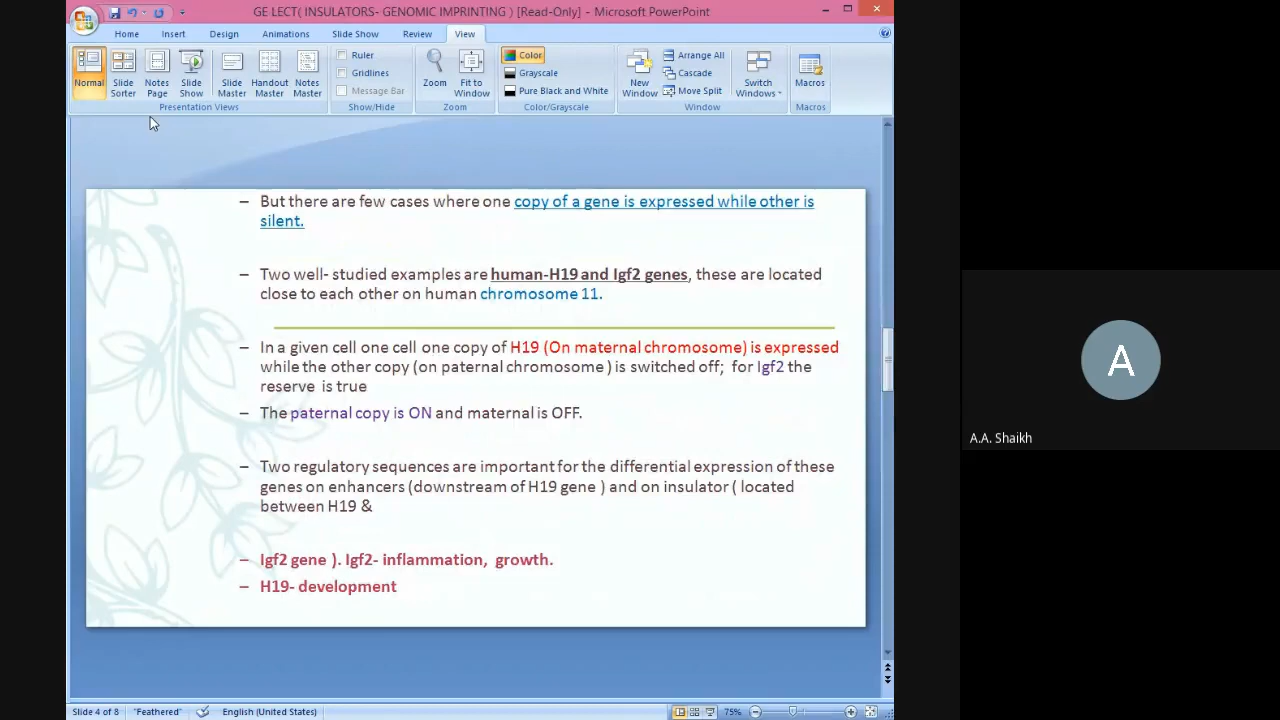 GE LECT( INSULATORS- GENOMIC IMPRINTING ) [Read-Only] - Microsoft PowerPoint
Home Insert Design Animations Slide Show Review View
Normal Slide Sorter Notes Page Slide Show Slide Master Handout Master Notes Master
Presentation Views
Ruler
Gridlines
Message Bar
Show/Hide
Zoom Fit to Window
Zoom
Color
Grayscale
Pure Black and White
Color/Grayscale
New Window
Arrange All
Cascade
Move Split
Switch Windows
Window
Macros
Macros
– But there are few cases where one copy of a gene is expressed while other is
silent.
– Two well- studied examples are human-H19 and Igf2 genes, these are located
close to each other on human chromosome 11.
– In a given cell one cell one copy of H19 (On maternal chromosome) is expressed
while the other copy (on paternal chromosome ) is switched off; for Igf2 the
reserve is true
– The paternal copy is ON and maternal is OFF.
– Two regulatory sequences are important for the differential expression of these
genes on enhancers (downstream of H19 gene ) and on insulator ( located
between H19 &
– Igf2 gene ). Igf2- inflammation, growth.
– H19- development
A
A.A. Shaikh
Slide 4 of 8 "Feathered" English (United States) 75%